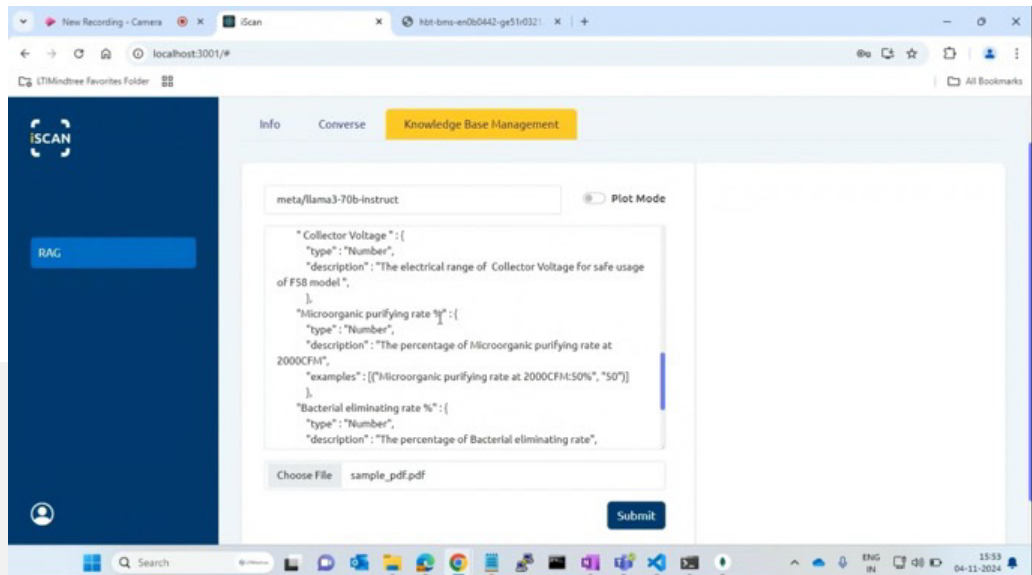 New Recording - Camera
iScan
hbt-bms-en0b0442-ge51r0321
localhost:3001/#
LTIMindtree Favorites Folder
All Bookmarks
iSCAN
Info
Converse
Knowledge Base Management
meta/llama3-70b-instruct
Plot Mode
RAG
" Collector Voltage " : {
"type" : "Number",
"description" : "The electrical range of Collector Voltage for safe usage
of F58 model ",
},
"Microorganic purifying rate %" : {
"type" : "Number",
"description" : "The percentage of Microorganic purifying rate at
2000CFM",
"examples" : [("Microorganic purifying rate at 2000CFM:50%", "50")]
},
"Bacterial eliminating rate %" : {
"type" : "Number",
"description" : "The percentage of Bacterial eliminating rate",
Choose File
sample_pdf.pdf
Submit
Search
ENG
IN
15:53
04-11-2024